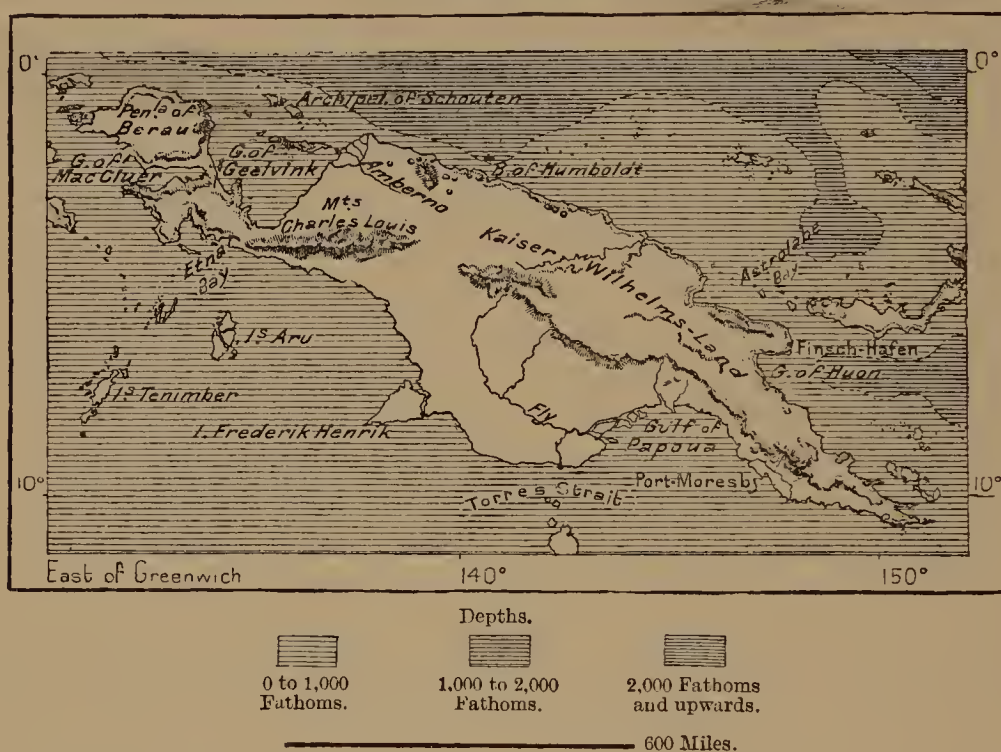 0°
0°
Archipel. of Schouten
Pen.a of
Berau
G. of
Mac Cluer
G. of
Geelvink
Amberno
B. of Humboldt
Mts
Charles Louis
Kaiser Wilhelms-Land
Astrolabe
Bay
Etna
Bay
Is Aru
Finsch-Hafen
G. of Huon
Is Tenimber
I. Frederik Henrik
Fly
Gulf of
Papoua
10°
Port-Moresby
10°
Torres Strait
East of Greenwich
140°
150°
Depths.
0 to 1,000
Fathoms.
1,000 to 2,000
Fathoms.
2,000 Fathoms
and upwards.
600 Miles.